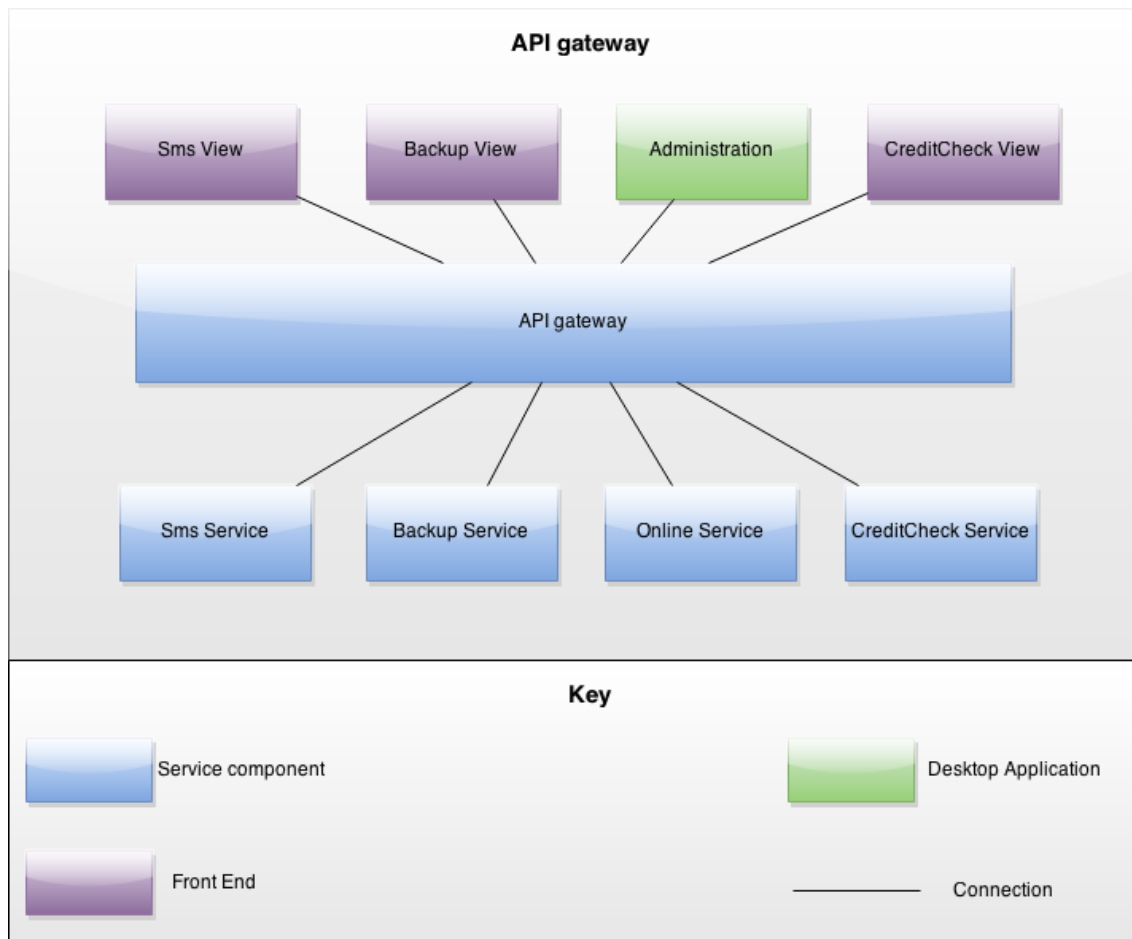 API gateway
Sms View
Backup View
Administration
CreditCheck View
API gateway
Sms Service
Backup Service
Online Service
CreditCheck Service
Key
Service component
Desktop Application
Front End
Connection